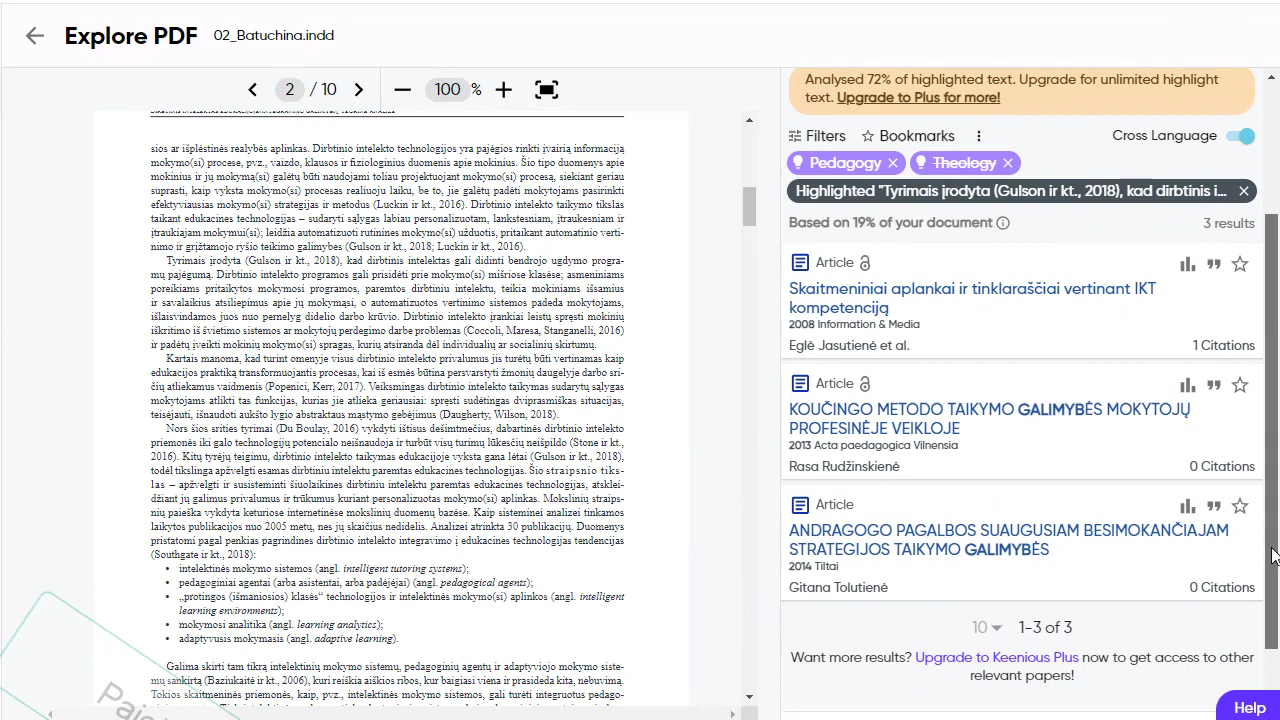 Explore PDF 02_Batuchina.indd
2 / 10 100 %
sios ar išplėstinės realybės aplinkas. Dirbtinio intelekto technologijos yra pajėgios rinkti įvairią informaciją
mokymo(si) procese, pvz., vaizdo, klausos ir fiziologinius duomenis apie mokinius. Šio tipo duomenys apie
mokinius ir jų mokymą(si) galėtų būti naudojami toliau projektuojant mokymo(si) procesą, siekiant geriau
suprasti, kaip vyksta mokymo(si) procesas realiuoju laiku, be to, jie galėtų padėti mokytojams pasirinkti
efektyviausias mokymo(si) strategijas ir metodus (Luckin ir kt., 2016). Dirbtinio intelekto taikymo tikslas
taikant edukacines technologijas – sudaryti sąlygas labiau personalizuotam, lankstesniam, įtraukesniam ir
įtraukiajam mokymui(si); leidžia automatizuoti rutinines mokymo(si) užduotis, pritaikant automatinio verti-
nimo ir grįžtamojo ryšio teikimo galimybes (Gulson ir kt., 2018; Luckin ir kt., 2016).
Tyrimais įrodyta (Gulson ir kt., 2018), kad dirbtinis intelektas gali didinti bendrojo ugdymo progra-
mų pajėgumą. Dirbtinio intelekto programos gali prisidėti prie mokymo(si) mišriose klasėse; asmeniniams
poreikiams pritaikytos mokymosi programos, paremtos dirbtiniu intelektu, teikia mokiniams išsamius
ir savalaikius atsiliepimus apie jų mokymąsi, o automatizuotos vertinimo sistemos padeda mokytojams,
išlaisvindamos juos nuo pernelyg didelio darbo krūvio. Dirbtinio intelekto įrankiai leistų spręsti mokinių
iškritimo iš švietimo sistemos ar mokytojų perdegimo darbe problemas (Coccoli, Maresa, Stanganelli, 2016)
ir padėtų įveikti mokinių mokymo(si) spragas, kurios atsiranda dėl individualių ar socialinių skirtumų.
Kartais manoma, kad turint omenyje visus dirbtinio intelekto privalumus jis turėtų būti vertinamas kaip
edukacijos praktiką transformuojantis procesas, kai iš esmės būtina persvarstyti žmonių daugelyje darbo sri-
čių atliekamus vaidmenis (Popenici, Kerr, 2017). Veiksmingas dirbtinio intelekto taikymas sudarytų sąlygas
mokytojams atlikti tas funkcijas, kurias jie atlieka geriausiai: spręsti sudėtingas dviprasmiškas situacijas,
teisėjauti, išnaudoti aukšto lygio abstraktaus mąstymo gebėjimus (Daugherty, Wilson, 2018).
Nors šios srities tyrimai (Du Boulay, 2016) vykdyti ištisus dešimtmečius, dabartinės dirbtinio intelekto
priemonės iki galo technologijų potencialo neišnaudoja ir turbūt visų turimų lūkesčių neišpildo (Stone ir kt.,
2016). Kitų tyrėjų teigimu, dirbtinio intelekto taikymas edukacijoje vyksta gana lėtai (Gulson ir kt., 2018),
todėl tikslinga apžvelgti esamas dirbtiniu intelektu paremtas edukacines technologijas. Šio straipsnio tiks-
las – apžvelgti ir susisteminti šiuolaikines dirbtiniu intelektu paremtas edukacines technologijas, atsklei-
džiant jų galimus privalumus ir trūkumus kuriant personalizuotas mokymo(si) aplinkas. Mokslinių straips-
nių paieška vykdyta keturiose internetinėse mokslinių duomenų bazėse. Kaip sisteminei analizei tinkamos
laikytos publikacijos nuo 2005 metų, nes jų skaičius nedidelis. Analizei atrinkta 30 publikacijų. Duomenys
pristatomi pagal penkias pagrindines dirbtinio intelekto integravimo į edukacines technologijas tendencijas
(Southgate ir kt., 2018):
• intelektinės mokymo sistemos (angl. intelligent tutoring systems);
• pedagoginiai agentai (arba asistentai, arba padėjėjai) (angl. pedagogical agents);
• „protingos (išmaniosios) klasės“ technologijos ir intelektinės mokymo(si) aplinkos (angl. intelligent
learning environments);
• mokymosi analitika (angl. learning analytics);
• adaptyvusis mokymasis (angl. adaptive learning).
Galima skirti tam tikrą intelektinių mokymo sistemų, pedagoginių agentų ir adaptyviojo mokymo siste-
mų sankirtą (Baziukaitė ir kt., 2006), kuri reiškia aiškios ribos, kur baigiasi viena ir prasideda kita, nebuvimą.
Tokios skaitmeninės priemonės, kaip, pvz., intelektinės mokymo sistemos, gali turėti integruotus pedago-
Analysed 72% of highlighted text. Upgrade for unlimited highlight
text. Upgrade to Plus for more!
Filters Bookmarks Cross Language
Pedagogy Theology
Highlighted "Tyrimais įrodyta (Gulson ir kt., 2018), kad dirbtinis i...
Based on 19% of your document 3 results
Article
Skaitmeniniai aplankai ir tinklaraščiai vertinant IKT
kompetenciją
2008 Information & Media
Eglė Jasutienė et al. 1 Citations
Article
KOUČINGO METODO TAIKYMO GALIMYBĖS MOKYTOJŲ
PROFESINĖJE VEIKLOJE
2013 Acta paedagogica Vilnensia
Rasa Rudžinskienė 0 Citations
Article
ANDRAGOGO PAGALBOS SUAUGUSIAM BESIMOKANČIAJAM
STRATEGIJOS TAIKYMO GALIMYBĖS
2014 Tiltai
Gitana Tolutienė 0 Citations
10 1-3 of 3
Want more results? Upgrade to Keenious Plus now to get access to other
relevant papers!
Help